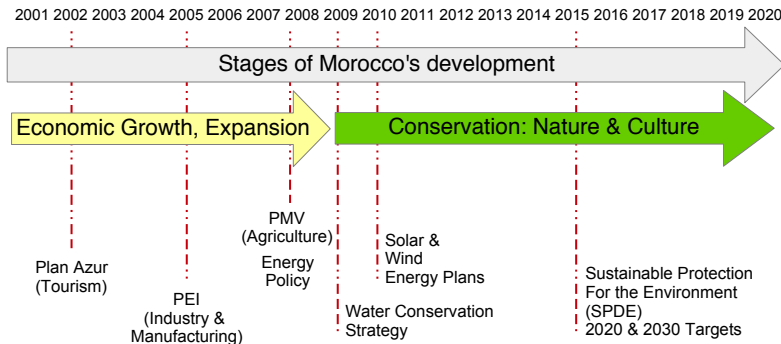 2001 2002 2003 2004 2005 2006 2007 2008 2009 2010 2011 2012 2013 2014 2015 2016 2017 2018 2019 2020
Stages of Morocco's development
Economic Growth, Expansion
Conservation: Nature & Culture
Plan Azur
(Tourism)
PEI
(Industry &
Manufacturing)
PMV
(Agriculture)
Energy
Policy
Water Conservation
Strategy
Solar &
Wind
Energy Plans
Sustainable Protection
For the Environment
(SPDE)
2020 & 2030 Targets